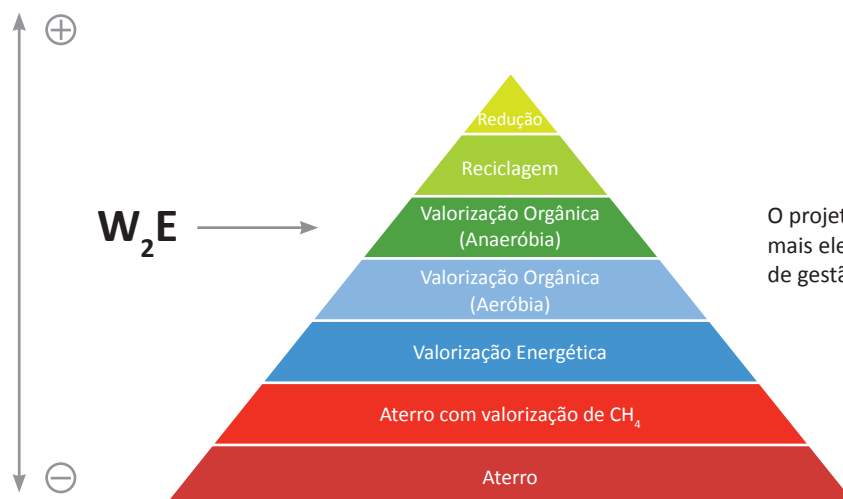 +
Redução
Reciclagem
Valorização Orgânica
(Anaeróbia)
W₂E
O projet
mais ele
de gestã
Valorização Orgânica
(Aeróbia)
Valorização Energética
Aterro com valorização de CH₄
Aterro
−